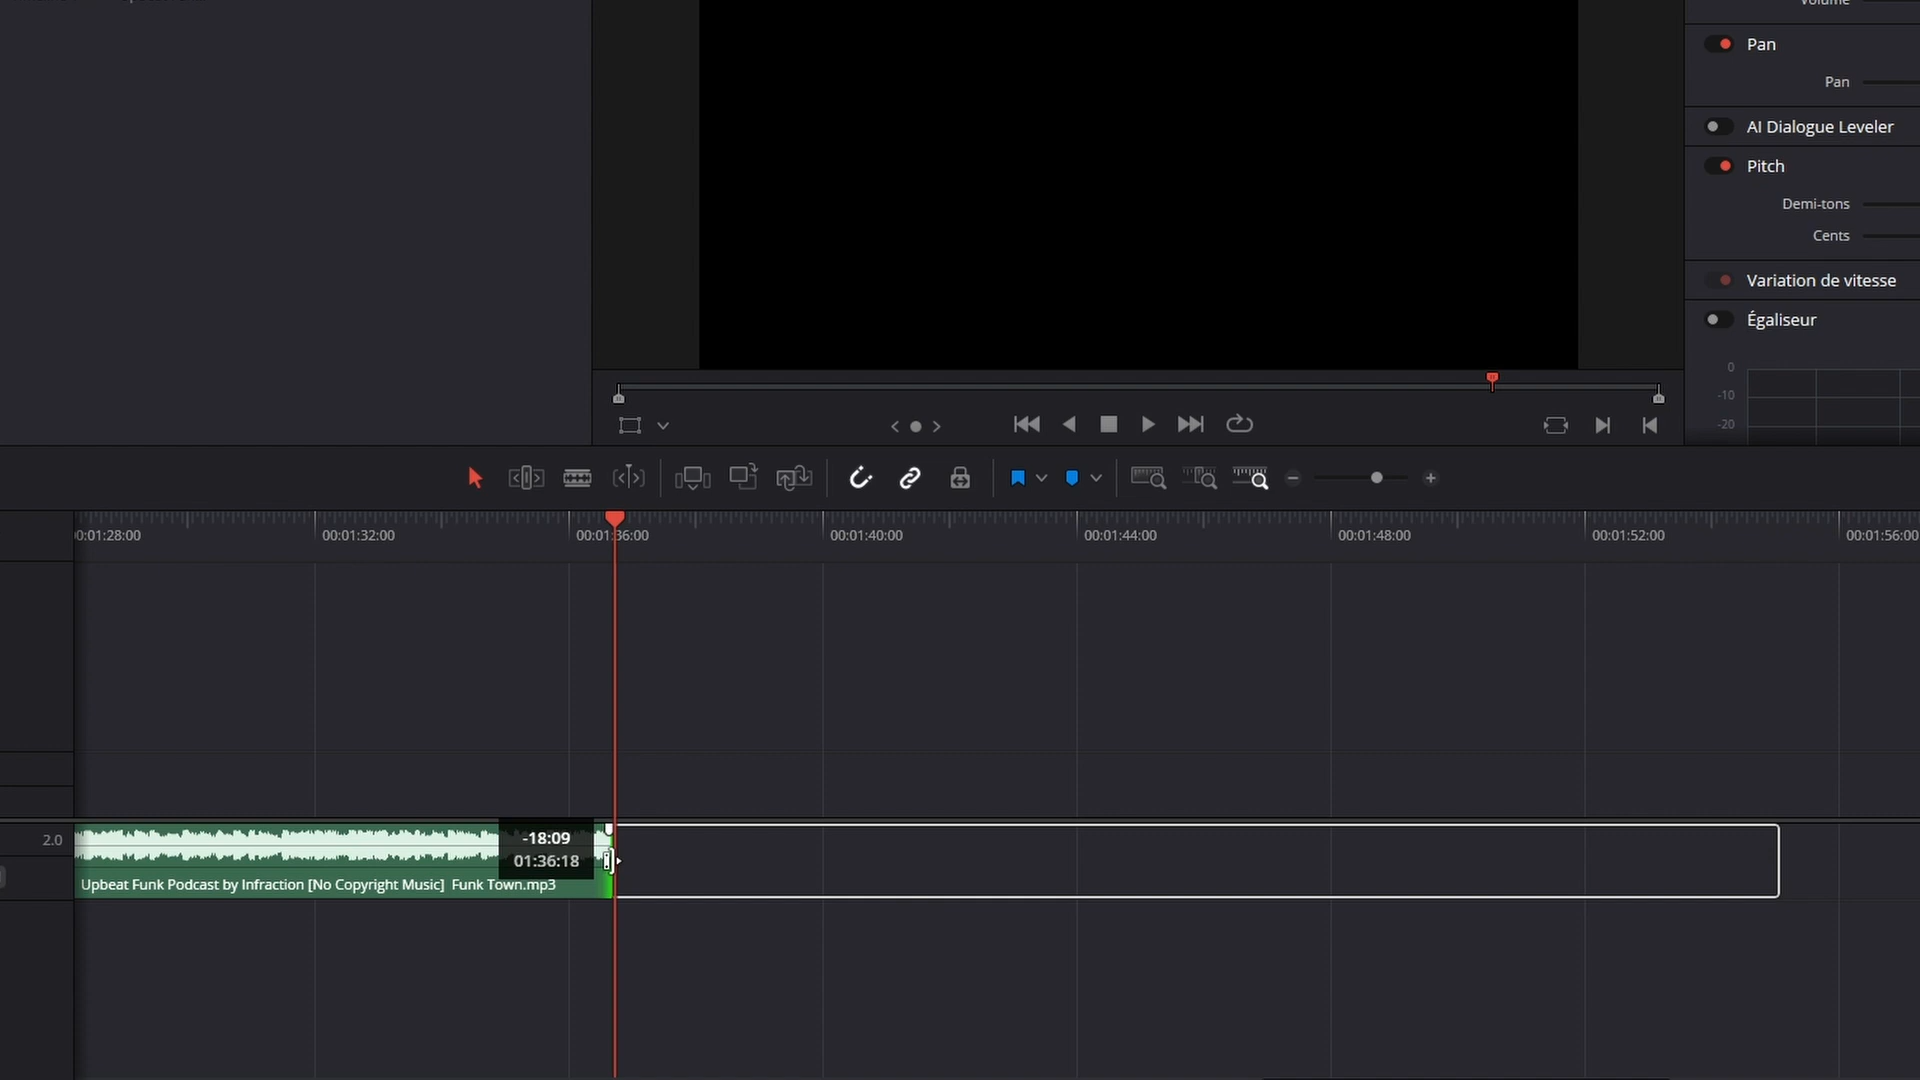 Volume
Pan
Pan
AI Dialogue Leveler
Pitch
Demi-tons
Cents
Variation de vitesse
Égaliseur
0
-10
-20
00:01:28:00
00:01:32:00
00:01:36:00
00:01:40:00
00:01:44:00
00:01:48:00
00:01:52:00
00:01:56:00
2.0
-18:09
01:36:18
Upbeat Funk Podcast by Infraction [No Copyright Music]  Funk Town.mp3